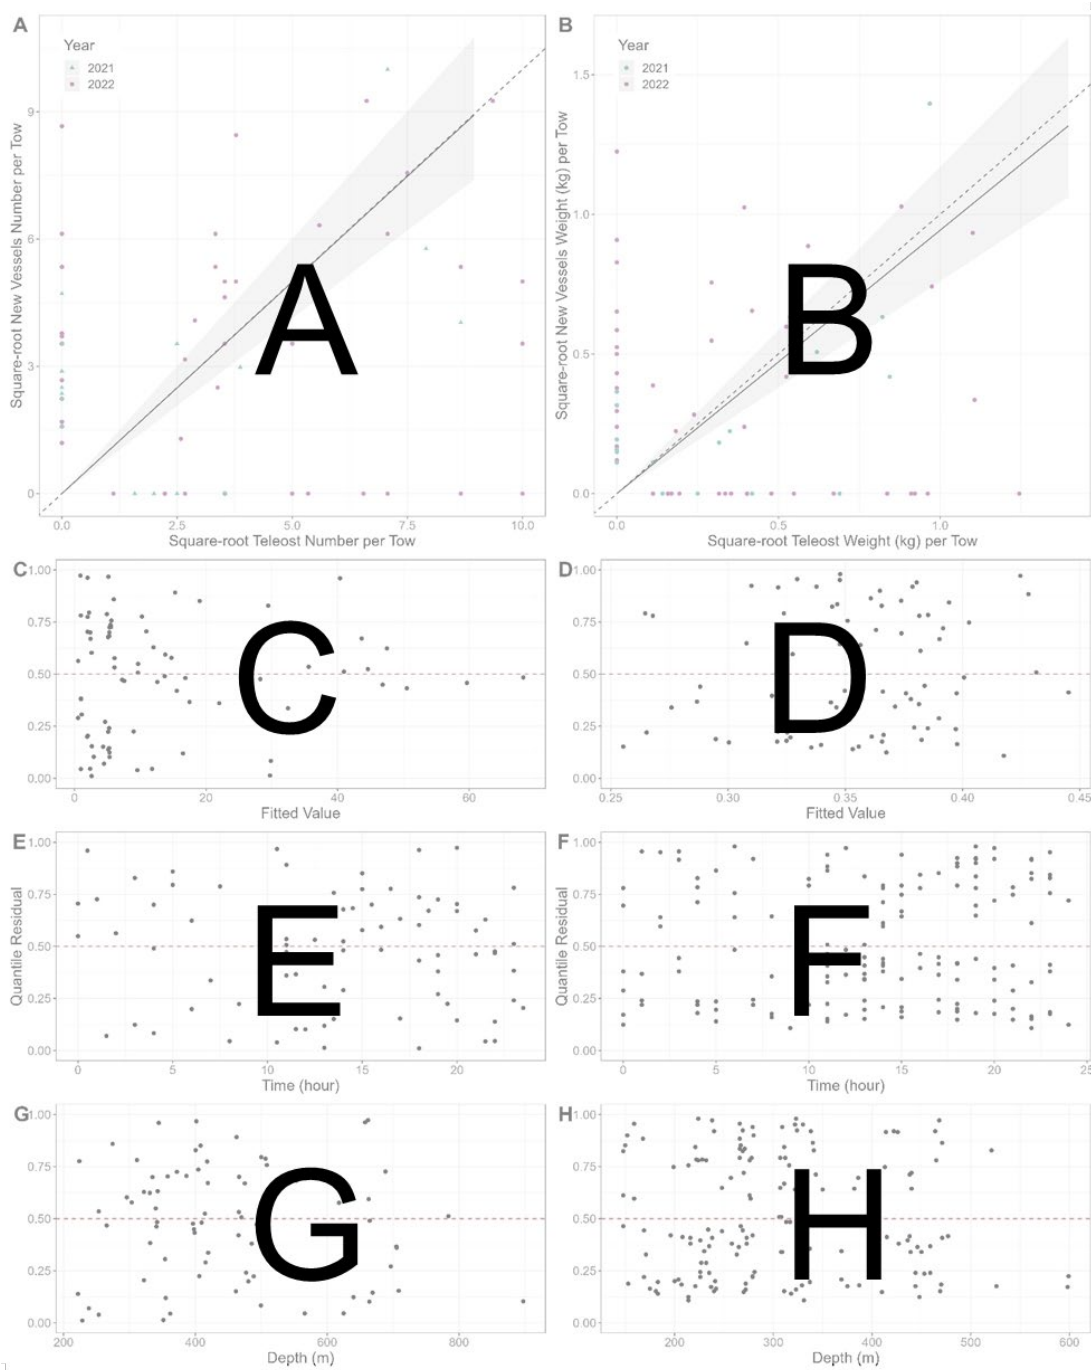 A
B
Year
2021
2022
Year
2021
2022
Square-root New Vessels Number per Tow
9
6
3
0
A
0.0 2.5 5.0 7.5 10.0
Square-root Teleost Number per Tow
Square-root New Vessels Weight (kg) per Tow
1.5
1.0
0.5
0.0
B
0.0 0.5 1.0
Square-root Teleost Weight (kg) per Tow
C
1.00
0.75
0.50
0.25
0.00
C
0 20 40 60
Fitted Value
D
1.00
0.75
0.50
0.25
0.00
D
0.25 0.30 0.35 0.40 0.45
Fitted Value
E
Quantile Residual
1.00
0.75
0.50
0.25
0.00
E
0 5 10 15 20
Time (hour)
F
Quantile Residual
1.00
0.75
0.50
0.25
0.00
F
0 5 10 15 20 25
Time (hour)
G
1.00
0.75
0.50
0.25
0.00
G
200 400 600 800
Depth (m)
H
1.00
0.75
0.50
0.25
0.00
H
200 300 400 500 600
Depth (m)